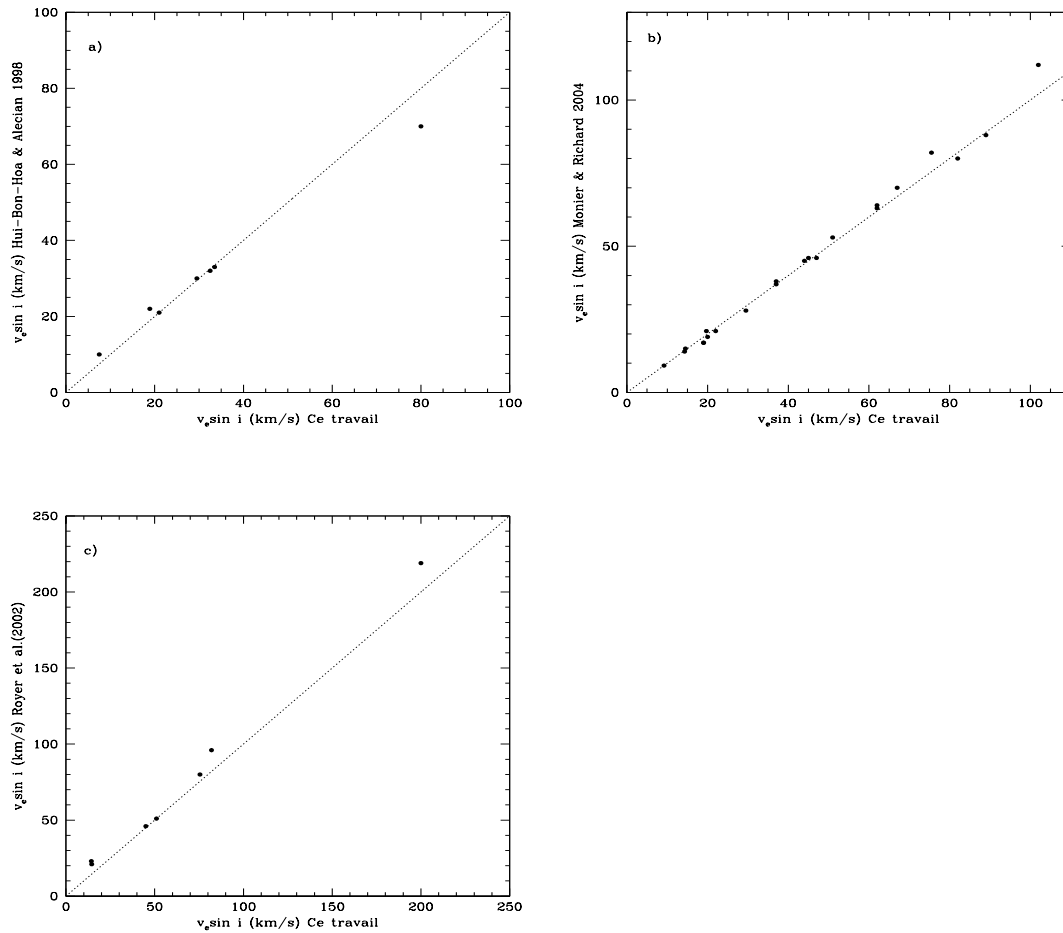 a)
v_e sin i (km/s) Hui-Bon-Hoa & Alecian 1998
100
80
60
40
20
0
0 20 40 60 80 100
v_e sin i (km/s) Ce travail
b)
v_e sin i (km/s) Monier & Richard 2004
100
50
0
0 20 40 60 80 100
v_e sin i (km/s) Ce travail
c)
v_e sin i (km/s) Royer et al.(2002)
250
200
150
100
50
0
0 50 100 150 200 250
v_e sin i (km/s) Ce travail